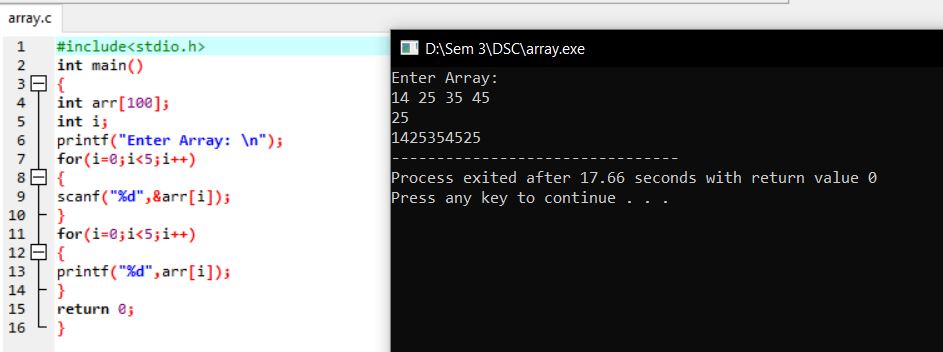 array.c
1 #include<stdio.h>
2 int main()
3 {
4 int arr[100];
5 int i;
6 printf("Enter Array: \n");
7 for(i=0;i<5;i++)
8 {
9 scanf("%d",&arr[i]);
10 }
11 for(i=0;i<5;i++)
12 {
13 printf("%d",arr[i]);
14 }
15 return 0;
16 }
D:\Sem 3\DSC\array.exe
Enter Array:
14 25 35 45
25
1425354525
--------------------------------
Process exited after 17.66 seconds with return value 0
Press any key to continue . . .